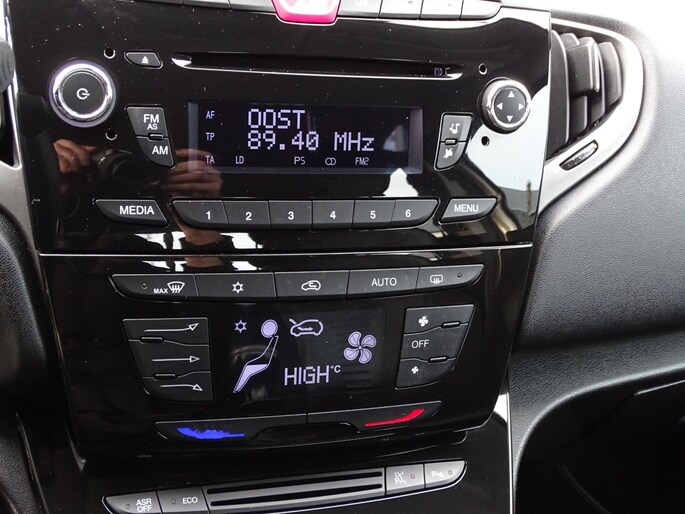 AF OOST
TP 89.40 MHz
TA LD PS FM2
FM
AS
AM
MEDIA 1 2 3 4 5 6 MENU
MAX AUTO
OFF
HIGH°C
ASR
OFF
ECO